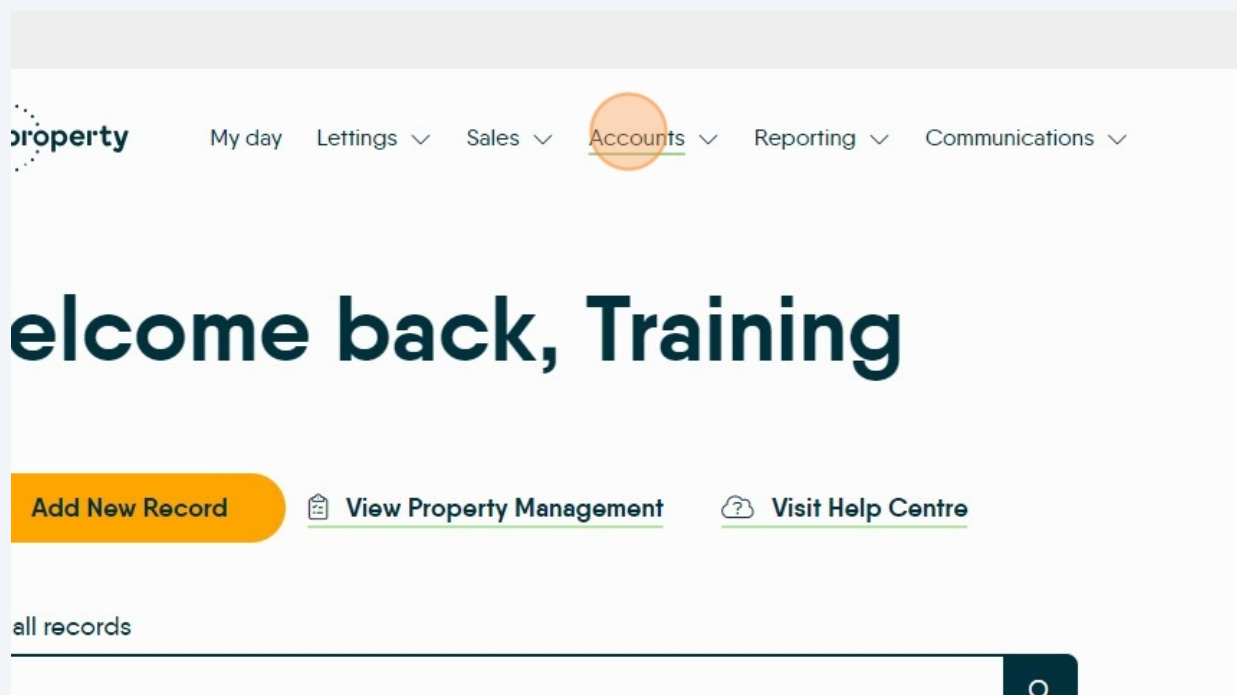 property My day Lettings Sales Accounts Reporting Communications
elcome back, Training
Add New Record View Property Management Visit Help Centre
all records